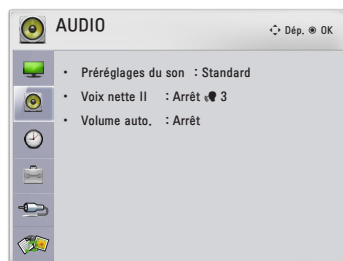 AUDIO
Dép. OK
• Préréglages du son : Standard
• Voix nette II : Arrêt 3
• Volume auto. : Arrêt